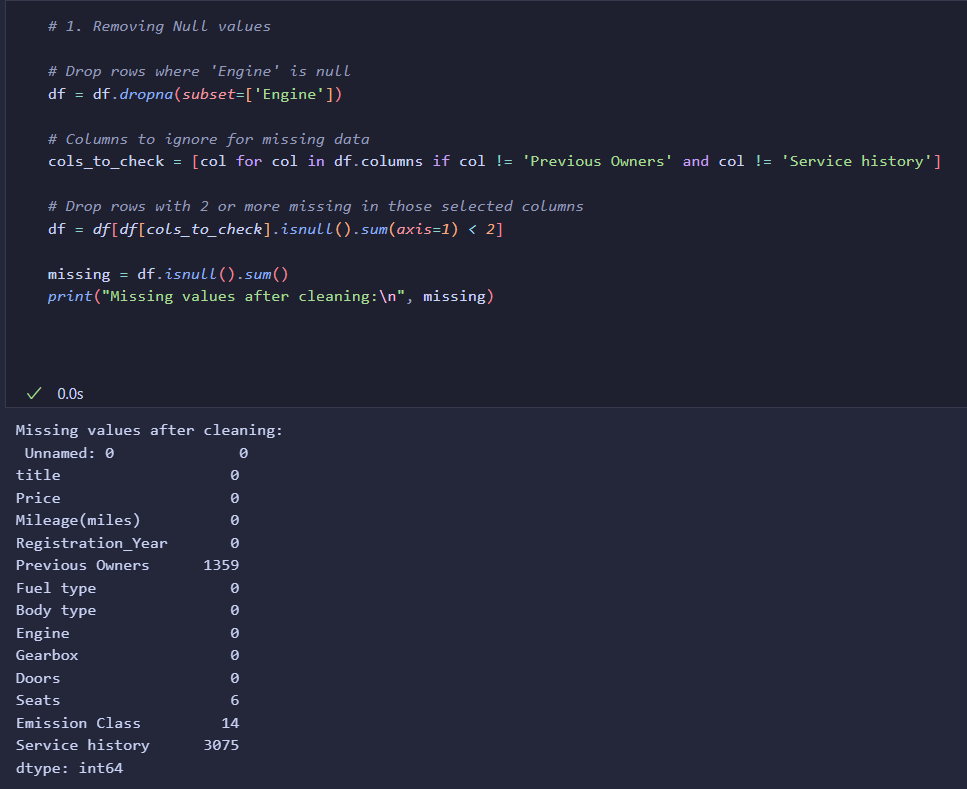 # 1. Removing Null values
# Drop rows where 'Engine' is null
df = df.dropna(subset=['Engine'])
# Columns to ignore for missing data
cols_to_check = [col for col in df.columns if col != 'Previous Owners' and col != 'Service history']
# Drop rows with 2 or more missing in those selected columns
df = df[df[cols_to_check].isnull().sum(axis=1) < 2]
missing = df.isnull().sum()
print("Missing values after cleaning:\n", missing)
✓ 0.0s
Missing values after cleaning:
 Unnamed: 0              0
title                   0
Price                   0
Mileage(miles)          0
Registration_Year       0
Previous Owners      1359
Fuel type               0
Body type               0
Engine                  0
Gearbox                 0
Doors                   0
Seats                   6
Emission Class         14
Service history      3075
dtype: int64